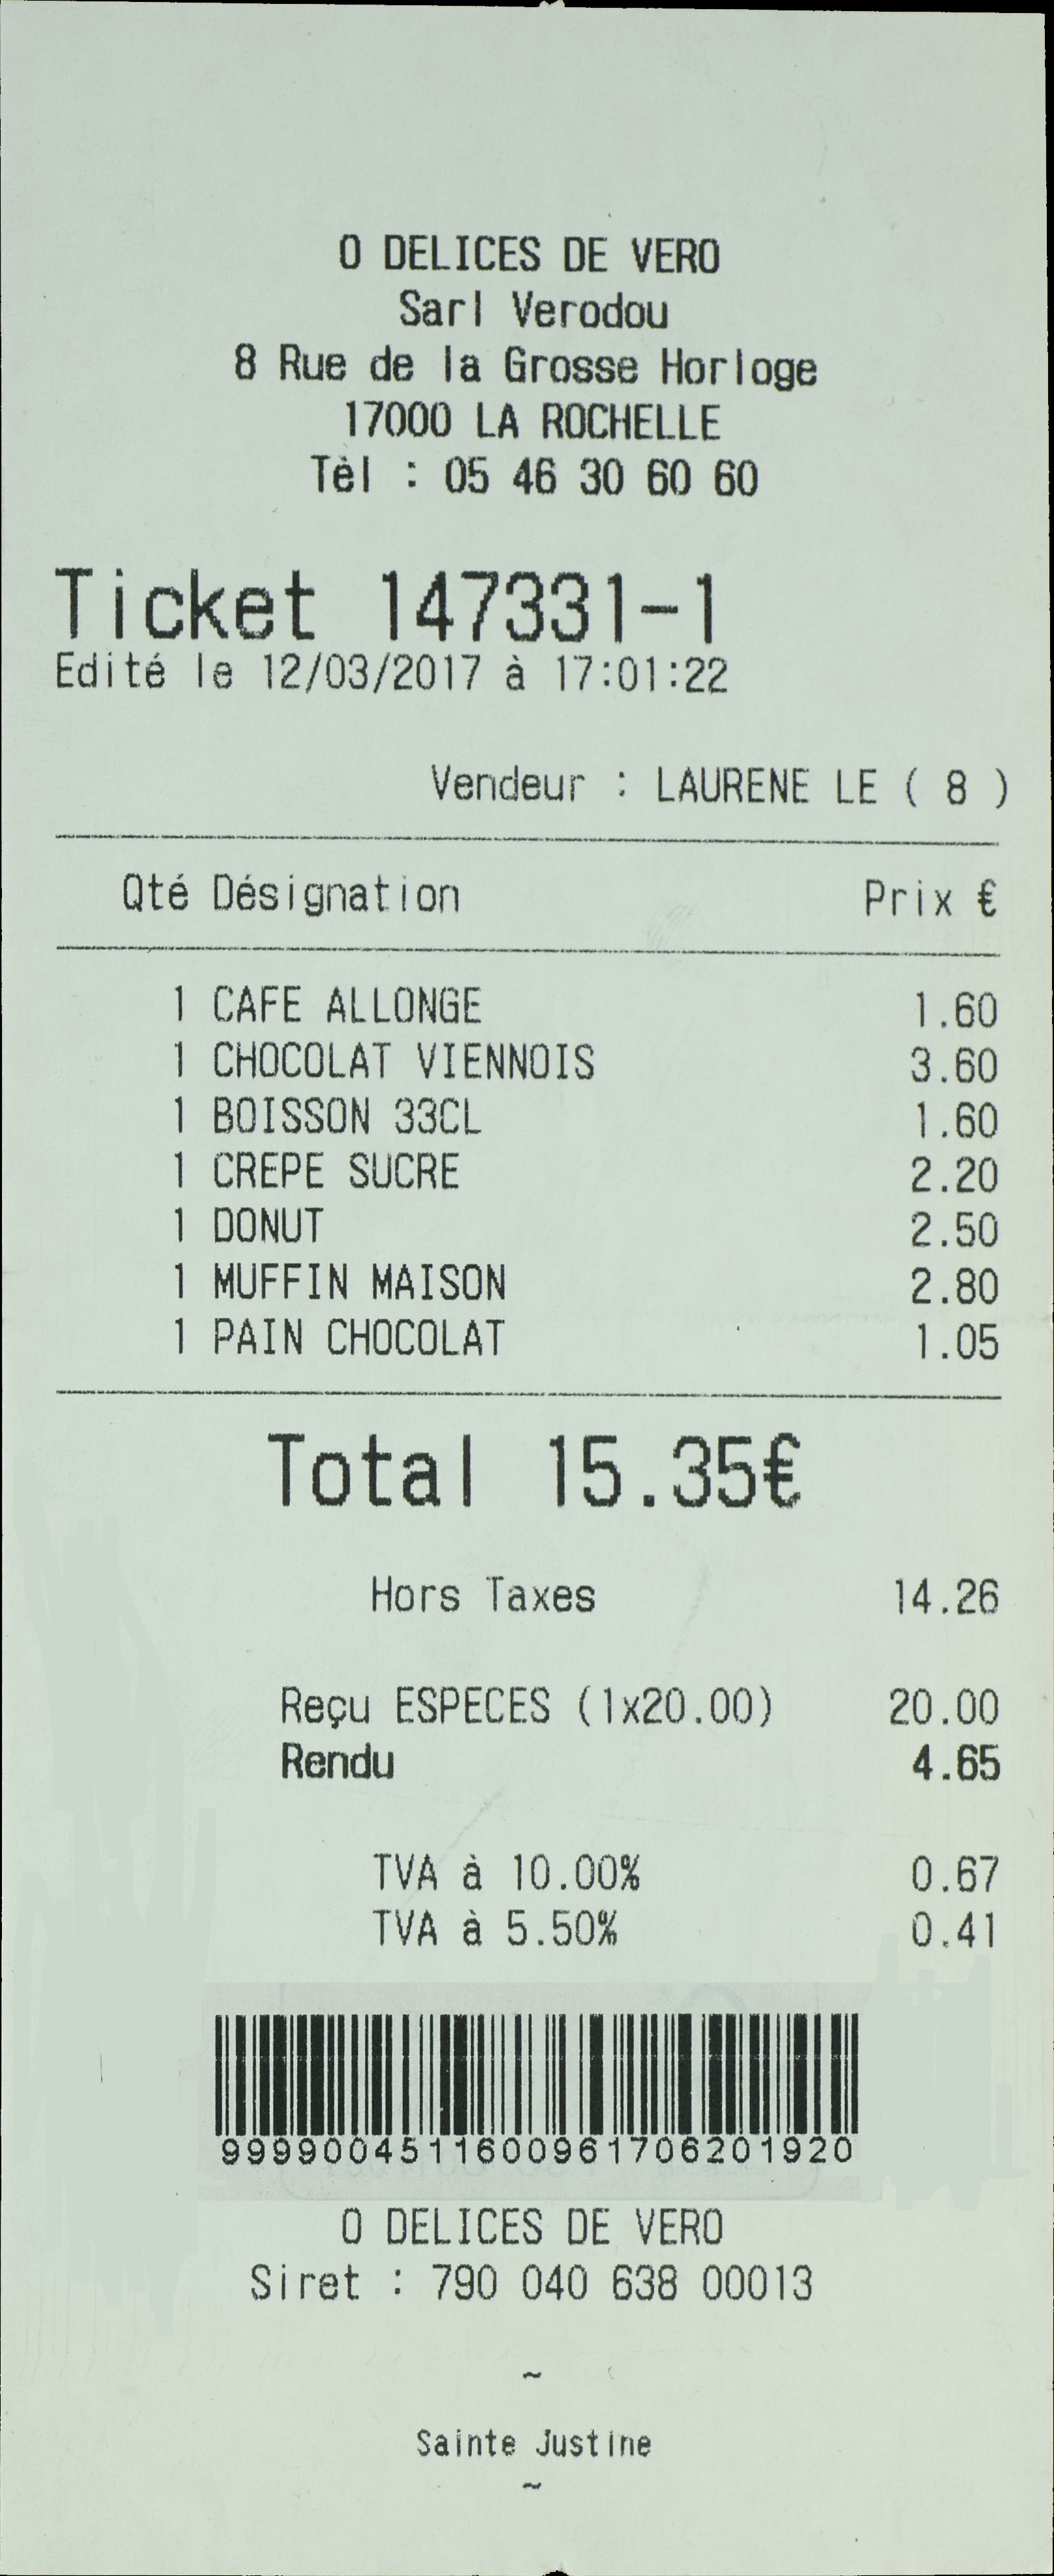 O DELICES DE VERO
Sarl Verodou
8 Rue de la Grosse Horloge
17000 LA ROCHELLE
Tèl : 05 46 30 60 60
Ticket 147331-1
Edité le 12/03/2017 à 17:01:22
Vendeur : LAURENE LE ( 8 )
Qté Désignation Prix €
1 CAFE ALLONGE 1.60
1 CHOCOLAT VIENNOIS 3.60
1 BOISSON 33CL 1.60
1 CREPE SUCRE 2.20
1 DONUT 2.50
1 MUFFIN MAISON 2.80
1 PAIN CHOCOLAT 1.05
Total 15.35€
Hors Taxes 14.26
Reçu ESPECES (1x20.00) 20.00
Rendu 4.65
TVA à 10.00% 0.67
TVA à 5.50% 0.41
9999004511600961706201920
O DELICES DE VERO
Siret : 790 040 638 00013
~
Sainte Justine
~